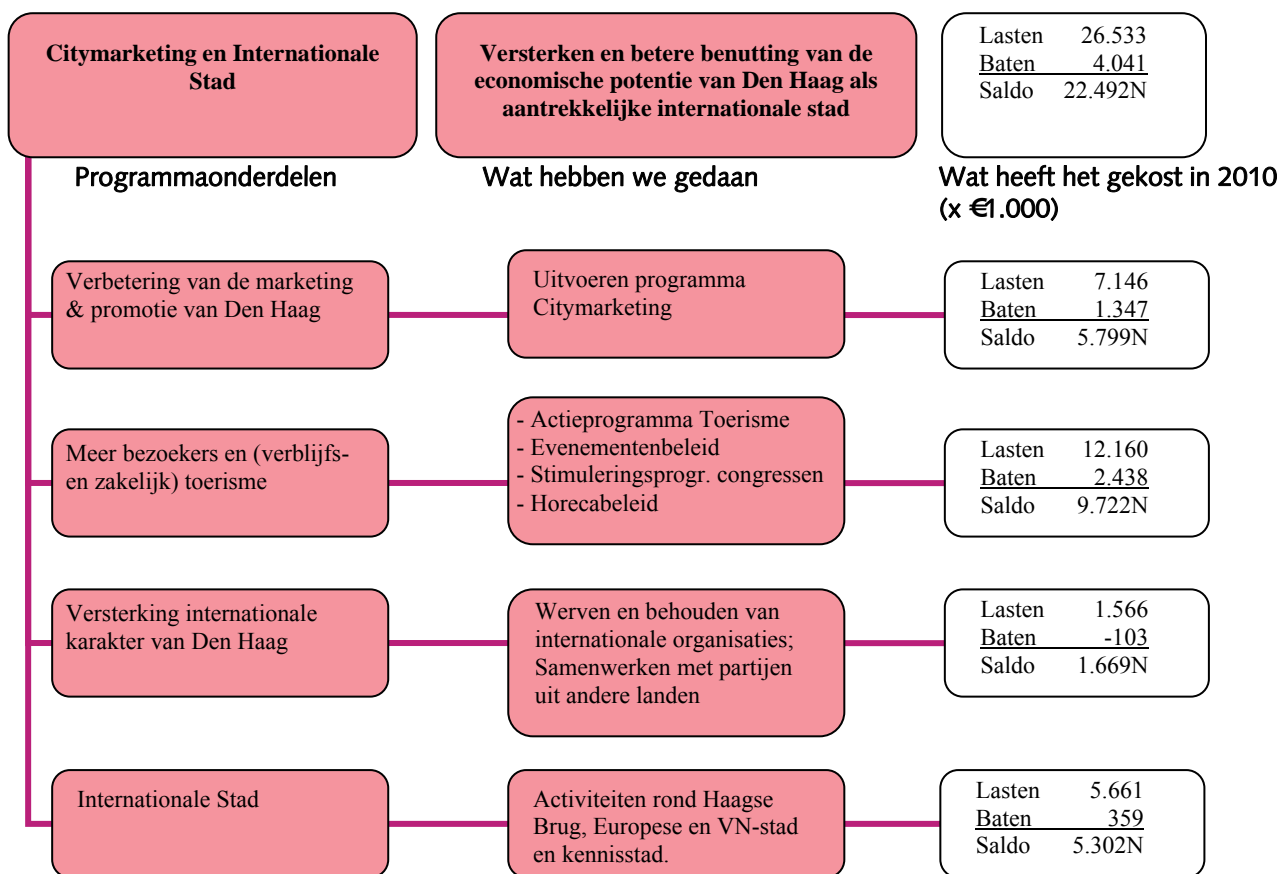 Citymarketing en Internationale
Stad
Versterken en betere benutting van de
economische potentie van Den Haag als
aantrekkelijke internationale stad
Lasten 26.533
Baten 4.041
Saldo 22.492N
Programmaonderdelen
Wat hebben we gedaan
Wat heeft het gekost in 2010
(x €1.000)
Verbetering van de marketing
& promotie van Den Haag
Uitvoeren programma
Citymarketing
Lasten 7.146
Baten 1.347
Saldo 5.799N
Meer bezoekers en (verblijfs-
en zakelijk) toerisme
- Actieprogramma Toerisme
- Evenementenbeleid
- Stimuleringsprogr. congressen
- Horecabeleid
Lasten 12.160
Baten 2.438
Saldo 9.722N
Versterking internationale
karakter van Den Haag
Werven en behouden van
internationale organisaties;
Samenwerken met partijen
uit andere landen
Lasten 1.566
Baten -103
Saldo 1.669N
Internationale Stad
Activiteiten rond Haagse
Brug, Europese en VN-stad
en kennisstad.
Lasten 5.661
Baten 359
Saldo 5.302N